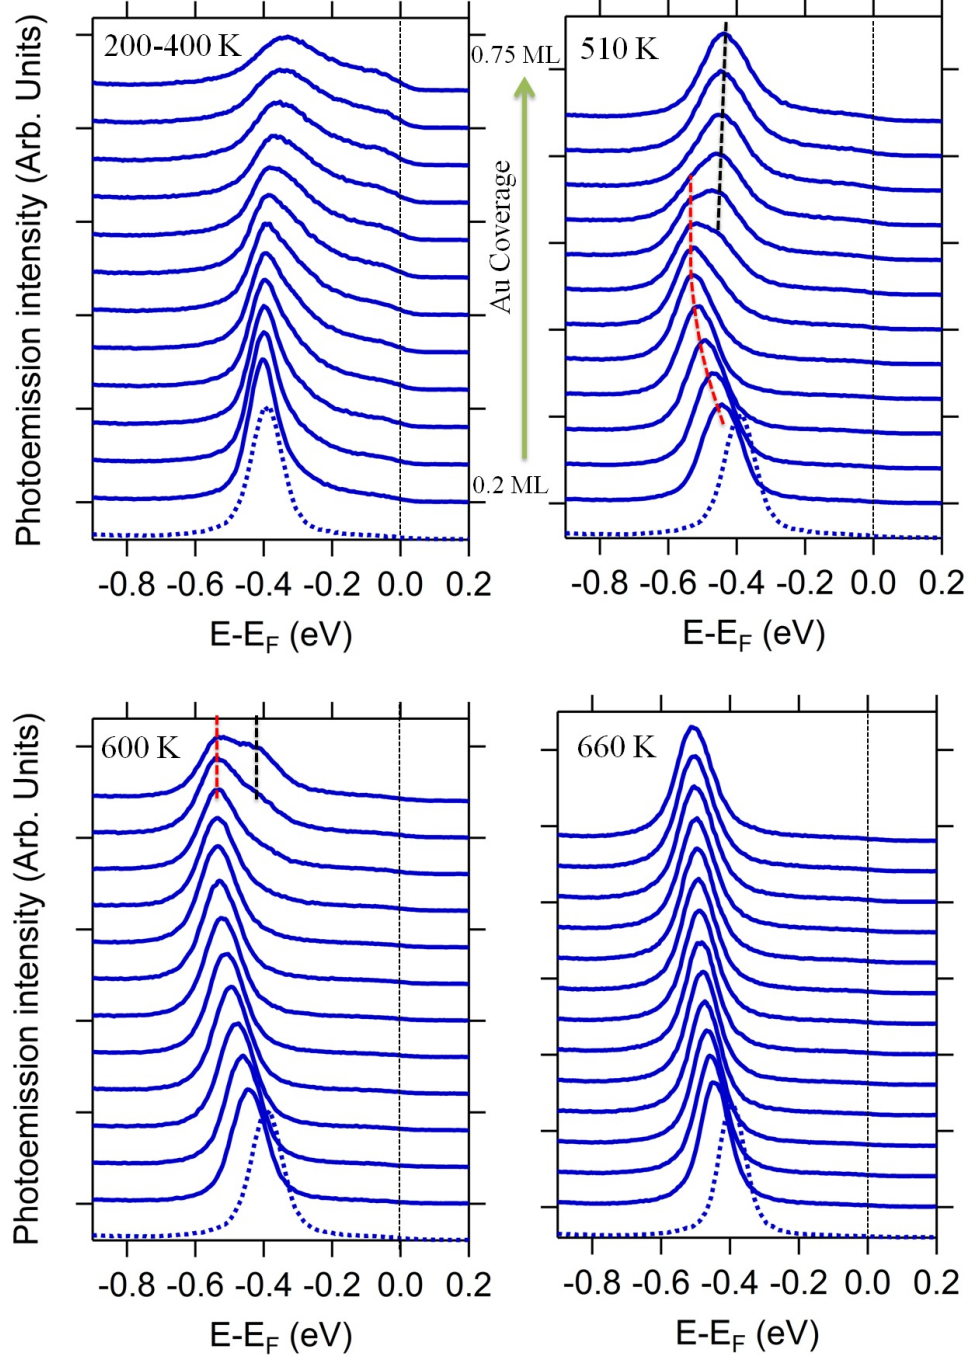 Photoemission intensity (Arb. Units)
200-400 K
0.75 ML
Au Coverage
0.2 ML
510 K
-0.8 -0.6 -0.4 -0.2 0.0 0.2
E-EF (eV)
-0.8 -0.6 -0.4 -0.2 0.0 0.2
E-EF (eV)
Photoemission intensity (Arb. Units)
600 K
660 K
-0.8 -0.6 -0.4 -0.2 0.0 0.2
E-EF (eV)
-0.8 -0.6 -0.4 -0.2 0.0 0.2
E-EF (eV)